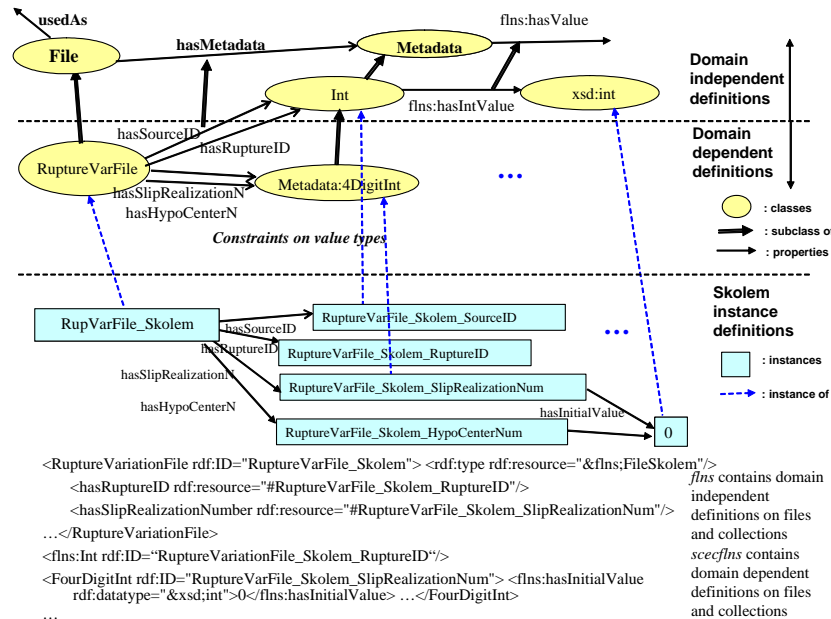 usedAs
flns:hasValue
File
hasMetadata
Metadata
Domain
independent
definitions
Int
flns:hasIntValue
xsd:int
hasSourceID
hasRuptureID
Domain
dependent
definitions
RuptureVarFile
Metadata:4DigitInt
...
hasSlipRealizationN
hasHypoCenterN
: classes
: subclass of
: properties
Constraints on value types
Skolem
instance
definitions
RupVarFile_Skolem
RuptureVarFile_Skolem_SourceID
hasSourceID
...
hasRuptureID
RuptureVarFile_Skolem_RuptureID
: instances
hasSlipRealizationN
RuptureVarFile_Skolem_SlipRealizationNum
: instance of
hasHypoCenterN
hasInitialValue
RuptureVarFile_Skolem_HypoCenterNum
0
<RuptureVariationFile rdf:ID="RuptureVarFile_Skolem"> <rdf:type rdf:resource="&flns;FileSkolem"/>
<hasRuptureID rdf:resource="#RuptureVarFile_Skolem_RuptureID"/>
<hasSlipRealizationNumber rdf:resource="#RuptureVarFile_Skolem_SlipRealizationNum"/>
…</RuptureVariationFile>
<flns:Int rdf:ID=“RuptureVariationFile_Skolem_RuptureID“/>
<FourDigitInt rdf:ID="RuptureVarFile_Skolem_SlipRealizationNum"> <flns:hasInitialValue
rdf:datatype="&xsd;int">0</flns:hasInitialValue> …</FourDigitInt>
…
flns contains domain
independent
definitions on files
and collections
scecflns contains
domain dependent
definitions on files
and collections